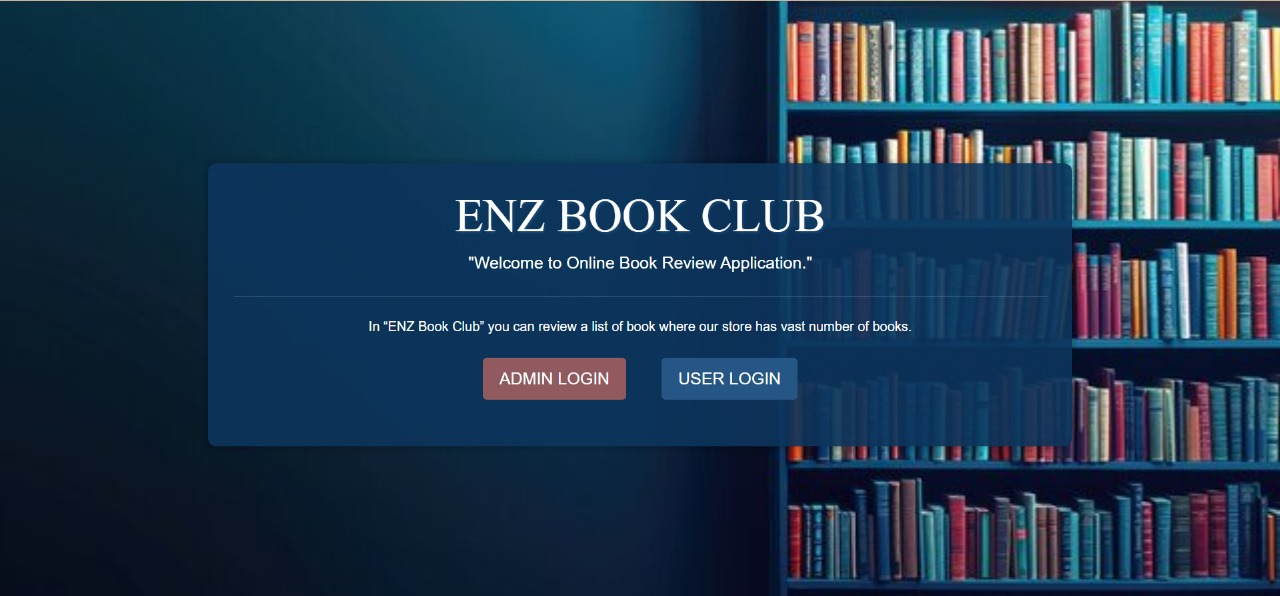 ENZ BOOK CLUB
"Welcome to Online Book Review Application."
In “ENZ Book Club” you can review a list of book where our store has vast number of books.
ADMIN LOGIN
USER LOGIN